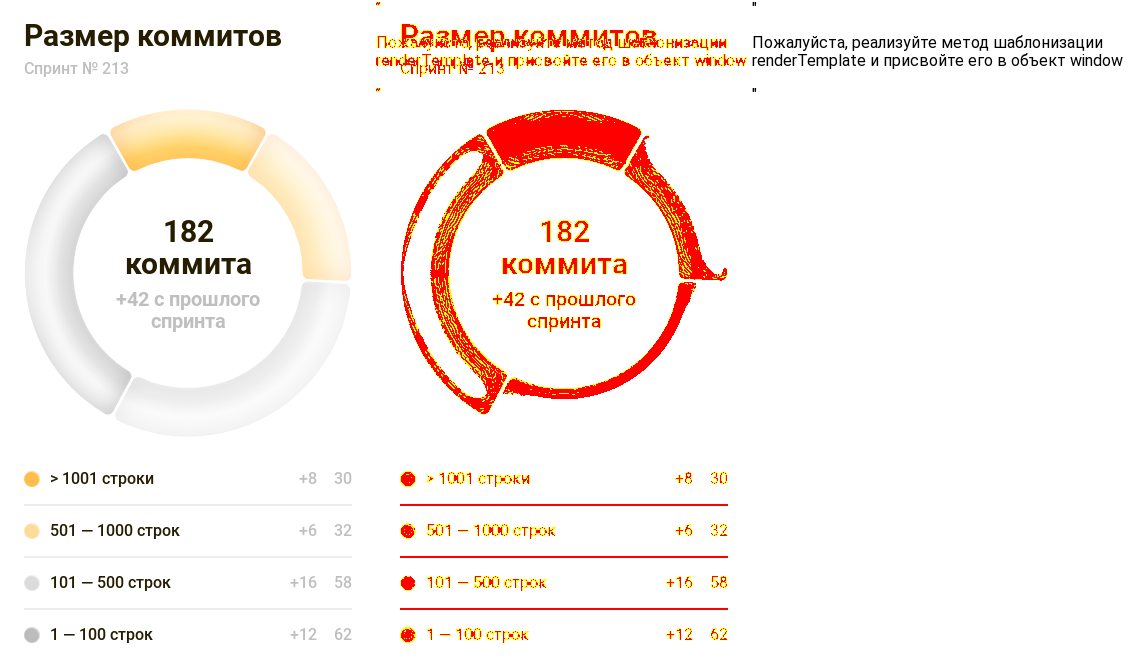 Размер коммитов
Спринт № 213
182
коммита
+42 с прошлого
спринта
> 1001 строки +8 30
501 — 1000 строк +6 32
101 — 500 строк +16 58
1 — 100 строк +12 62
"
Размер коммитов
Пожалуйста, реализуйте метод шаблонизации
renderTemplate и присвойте его в объект window
Спринт № 213
"
182
коммита
+42 с прошлого
спринта
> 1001 строки +8 30
501 — 1000 строк +6 32
101 — 500 строк +16 58
1 — 100 строк +12 62
"
Пожалуйста, реализуйте метод шаблонизации
renderTemplate и присвойте его в объект window
"